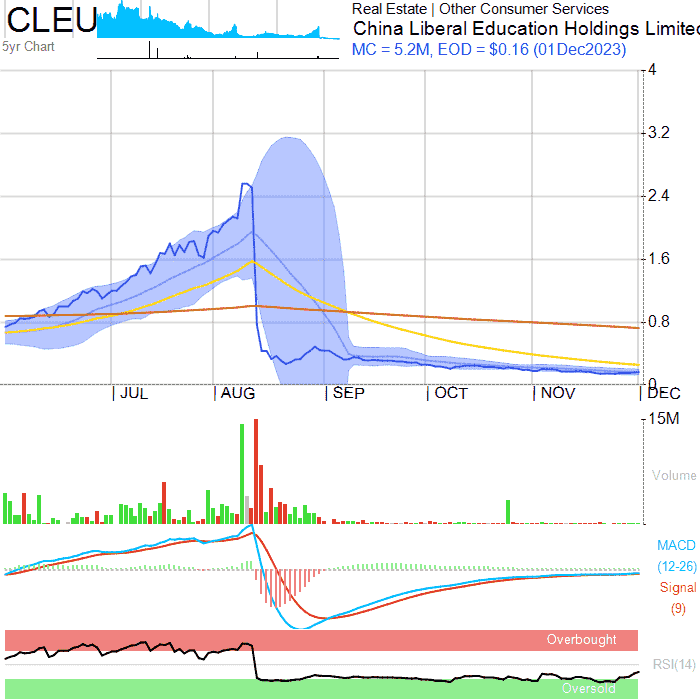 CLEU
5yr Chart
Real Estate | Other Consumer Services
China Liberal Education Holdings Limited
MC = 5.2M, EOD = $0.16 (01Dec2023)
4
3.2
2.4
1.6
0.8
0
JUL
AUG
SEP
OCT
NOV
DEC
15M
Volume
MACD
(12-26)
Signal
(9)
Overbought
RSI(14)
Oversold